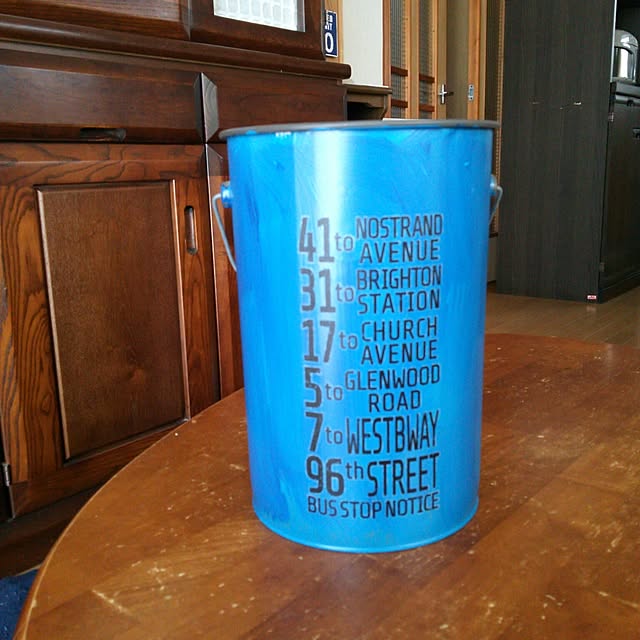 41 to NOSTRAND
AVENUE
31 to BRIGHTON
STATION
17 to CHURCH
AVENUE
5 to GLENWOOD
ROAD
7 to WESTBWAY
96th STREET
BUS STOP NOTICE
0